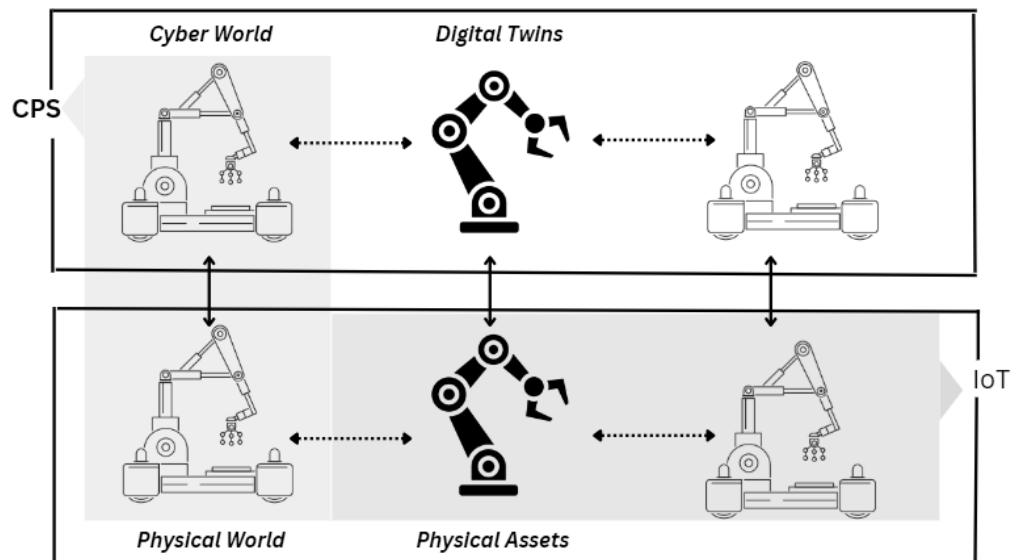 Cyber World
Digital Twins
CPS
IoT
Physical World
Physical Assets